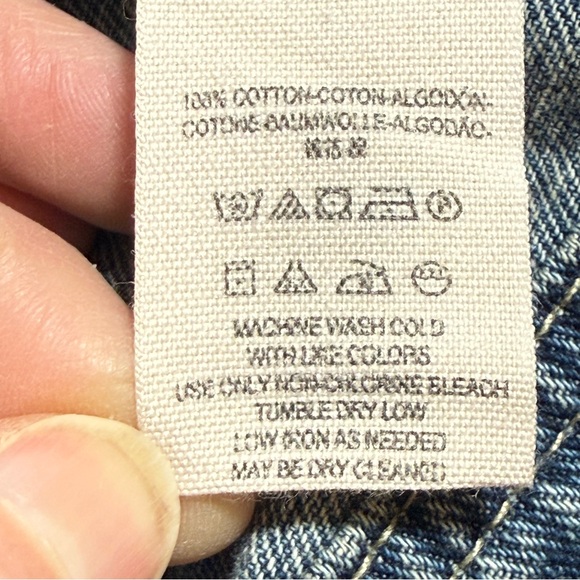 100% COTTON-COTON-ALGODÓN-
COTONE-BAUMWOLLE-ALGODÃO-
MACHINE WASH COLD
WITH LIKE COLORS
USE ONLY NON-CHLORINE BLEACH
TUMBLE DRY LOW
LOW IRON AS NEEDED
MAY BE DRY CLEANED